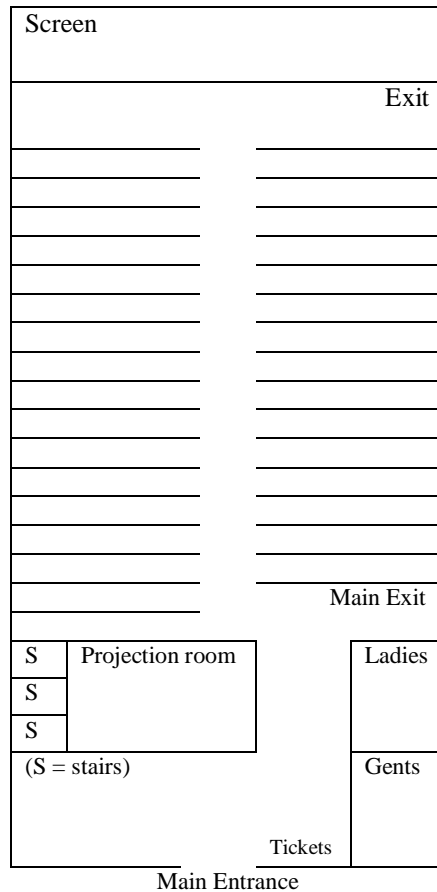 Screen
Exit
Main Exit
S Projection room Ladies
S
S
(S = stairs) Gents
Tickets
Main Entrance